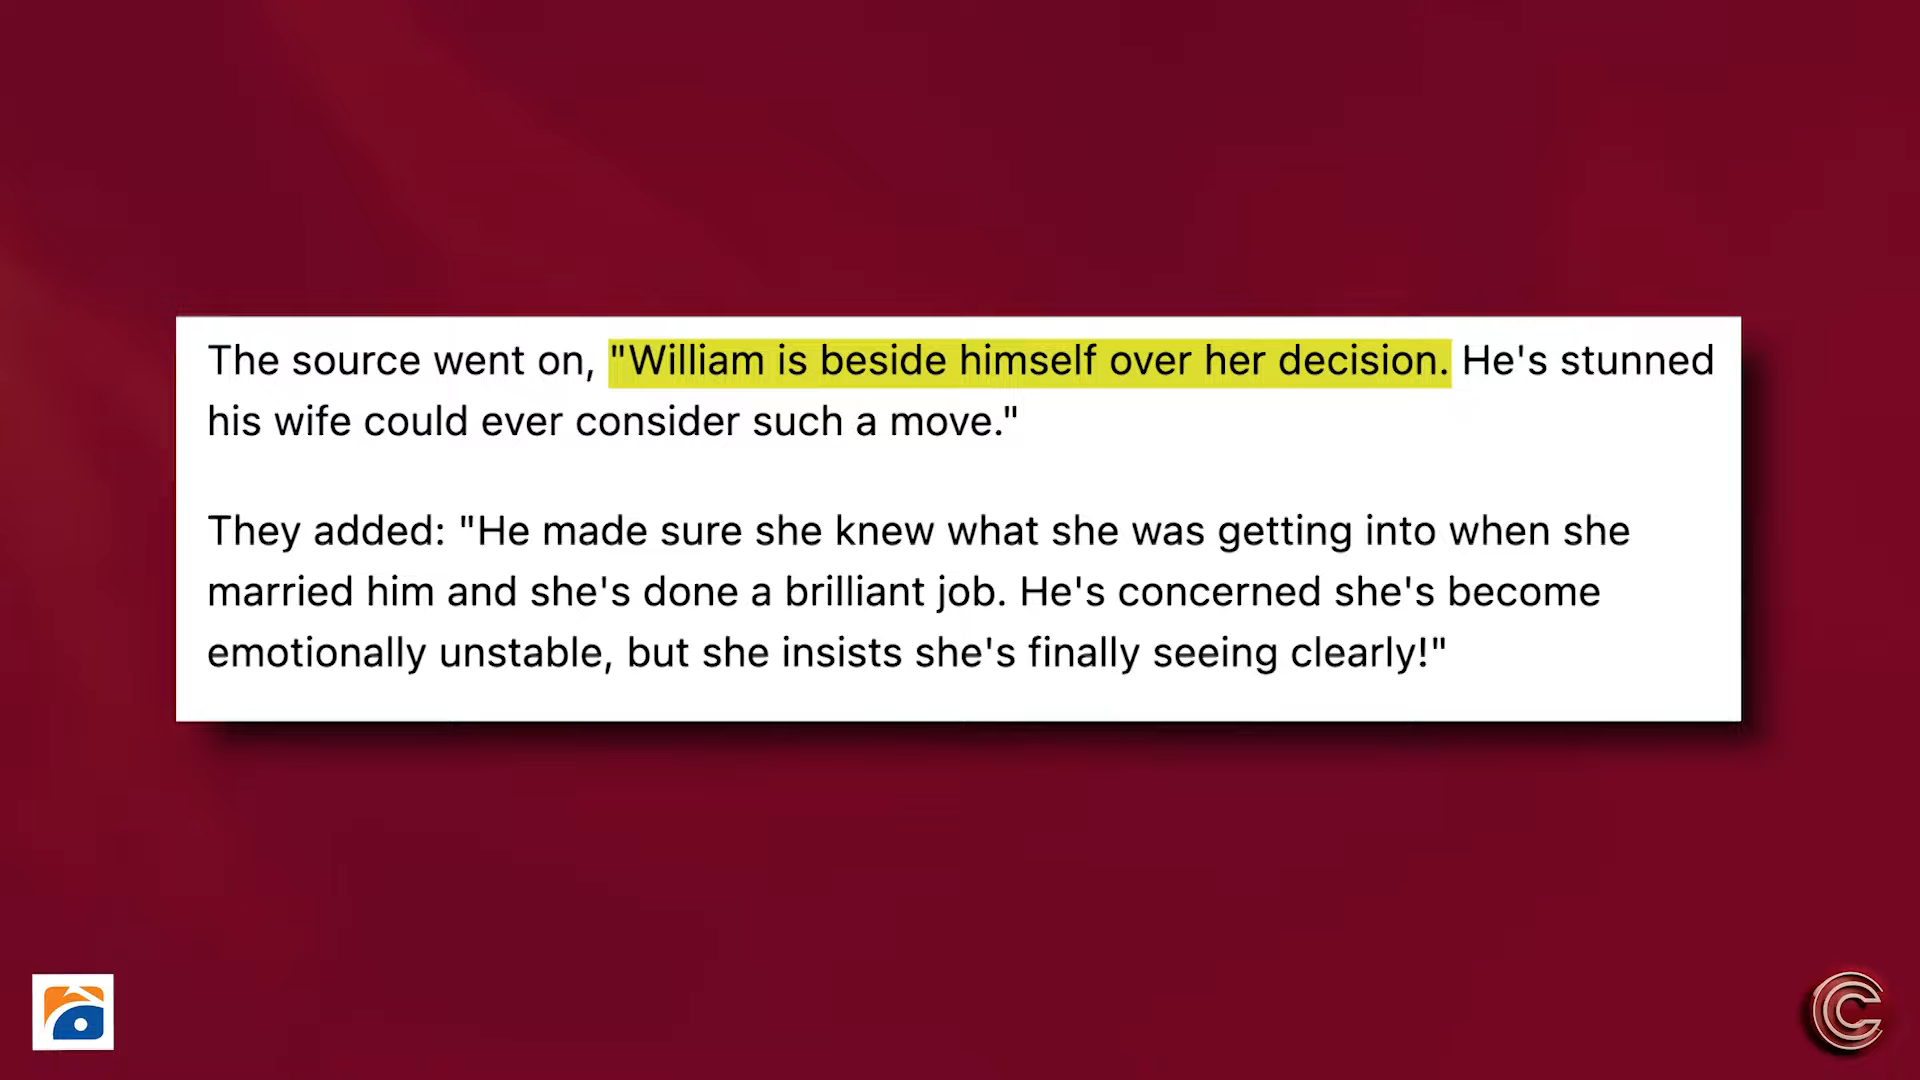 The source went on, "William is beside himself over her decision. He's stunned
his wife could ever consider such a move."
They added: "He made sure she knew what she was getting into when she
married him and she's done a brilliant job. He's concerned she's become
emotionally unstable, but she insists she's finally seeing clearly!"